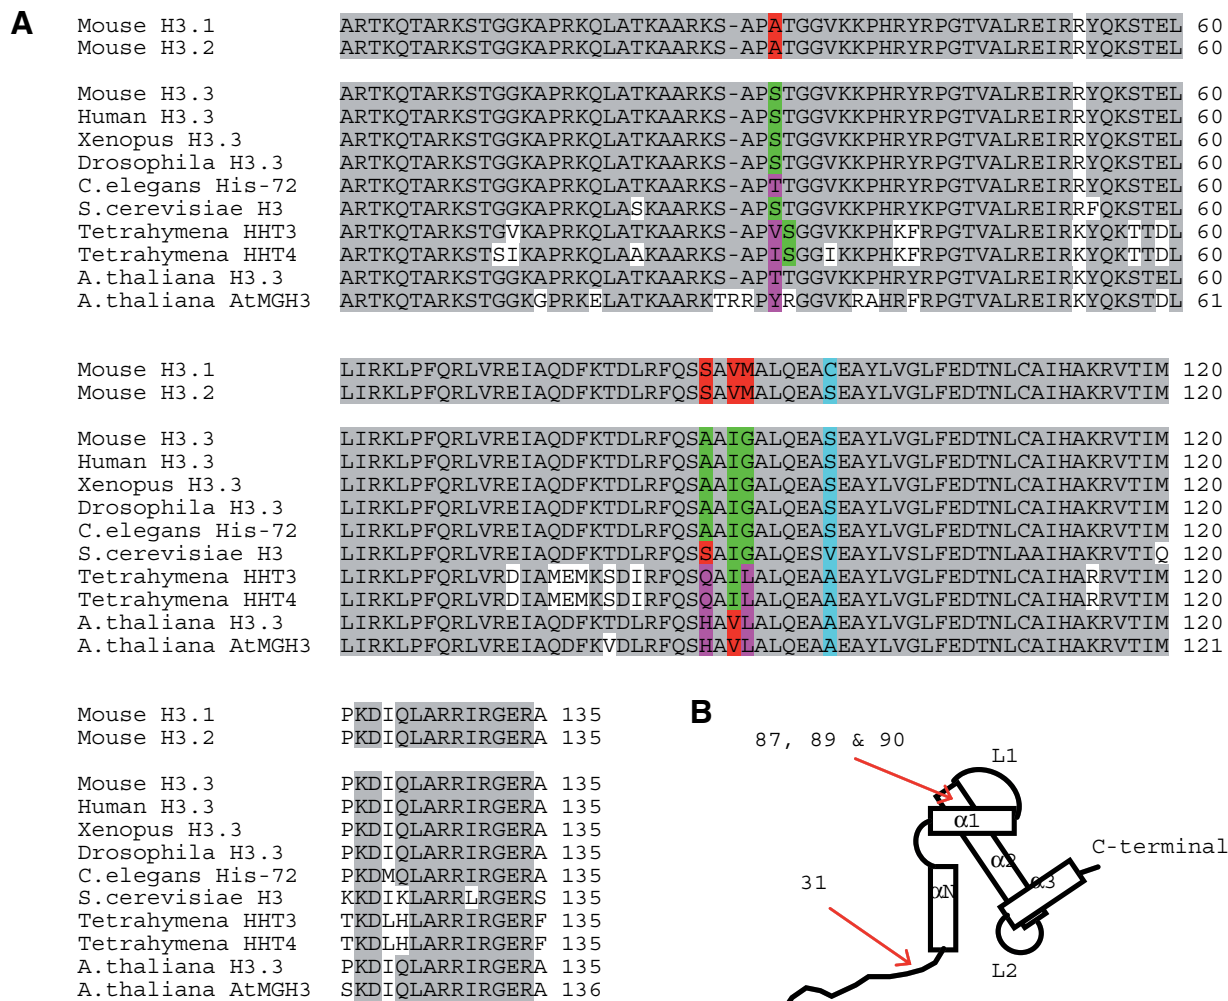 A
Mouse H3.1 ARTKQTARKSTGGKAPRKQLATKAARKS-APATGGVKKPHRYRPGTVALREIRRYQKSTEL 60
Mouse H3.2 ARTKQTARKSTGGKAPRKQLATKAARKS-APATGGVKKPHRYRPGTVALREIRRYQKSTEL 60
Mouse H3.3 ARTKQTARKSTGGKAPRKQLATKAARKS-APSTGGVKKPHRYRPGTVALREIRRYQKSTEL 60
Human H3.3 ARTKQTARKSTGGKAPRKQLATKAARKS-APSTGGVKKPHRYRPGTVALREIRRYQKSTEL 60
Xenopus H3.3 ARTKQTARKSTGGKAPRKQLATKAARKS-APSTGGVKKPHRYRPGTVALREIRRYQKSTEL 60
Drosophila H3.3 ARTKQTARKSTGGKAPRKQLATKAARKS-APSTGGVKKPHRYRPGTVALREIRRYQKSTEL 60
C.elegans His-72 ARTKQTARKSTGGKAPRKQLATKAARKS-APTTGGVKKPHRYRPGTVALREIRRYQKSTEL 60
S.cerevisiae H3 ARTKQTARKSTGGKAPRKQLASKAARKS-APSTGGVKKPHRYKPGTVALREIRRFQKSTEL 60
Tetrahymena HHT3 ARTKQTARKSTGVKAPRKQLATKAARKS-APVSGGVKKPHKFRPGTVALREIRKYQKTTDL 60
Tetrahymena HHT4 ARTKQTARKSTSIKAPRKQLAAKAARKS-APISGGIKKPHKFRPGTVALREIRKYQKTTDL 60
A.thaliana H3.3 ARTKQTARKSTGGKAPRKQLATKAARKS-APTTGGVKKPHRYRPGTVALREIRKYQKSTEL 60
A.thaliana AtMGH3 ARTKQTARKSTGGKGPRKELATKAARKTRRPYRGGVKRAHRFRPGTVALREIRKYQKSTDL 61
Mouse H3.1 LIRKLPFQRLVREIAQDFKTDLRFQSSAVMALQEACEAYLVGLFEDTNLCAIHAKRVTIM 120
Mouse H3.2 LIRKLPFQRLVREIAQDFKTDLRFQSSAVMALQEASEAYLVGLFEDTNLCAIHAKRVTIM 120
Mouse H3.3 LIRKLPFQRLVREIAQDFKTDLRFQSAAIGALQEASEAYLVGLFEDTNLCAIHAKRVTIM 120
Human H3.3 LIRKLPFQRLVREIAQDFKTDLRFQSAAIGALQEASEAYLVGLFEDTNLCAIHAKRVTIM 120
Xenopus H3.3 LIRKLPFQRLVREIAQDFKTDLRFQSAAIGALQEASEAYLVGLFEDTNLCAIHAKRVTIM 120
Drosophila H3.3 LIRKLPFQRLVREIAQDFKTDLRFQSAAIGALQEASEAYLVGLFEDTNLCAIHAKRVTIM 120
C.elegans His-72 LIRKLPFQRLVREIAQDFKTDLRFQSAAIGALQEASEAYLVGLFEDTNLCAIHAKRVTIM 120
S.cerevisiae H3 LIRKLPFQRLVREIAQDFKTDLRFQSSAIGALQESVEAYLVSLFEDTNLAAIHAKRVTIQ 120
Tetrahymena HHT3 LIRKLPFQRLVRDIAMEMKSDIRFQSQAILALQEAAEAYLVGLFEDTNLCAIHARRVTIM 120
Tetrahymena HHT4 LIRKLPFQRLVRDIAMEMKSDIRFQSQAILALQEAAEAYLVGLFEDTNLCAIHARRVTIM 120
A.thaliana H3.3 LIRKLPFQRLVREIAQDFKTDLRFQSHAVLALQEAAEAYLVGLFEDTNLCAIHAKRVTIM 120
A.thaliana AtMGH3 LIRKLPFQRLVREIAQDFKVDLRFQSHAVLALQEAAEAYLVGLFEDTNLCAIHAKRVTIM 121
Mouse H3.1 PKDIQLARRIRGERA 135
Mouse H3.2 PKDIQLARRIRGERA 135
Mouse H3.3 PKDIQLARRIRGERA 135
Human H3.3 PKDIQLARRIRGERA 135
Xenopus H3.3 PKDIQLARRIRGERA 135
Drosophila H3.3 PKDIQLARRIRGERA 135
C.elegans His-72 PKDMQLARRIRGERA 135
S.cerevisiae H3 KKDIKLARRLRGERS 135
Tetrahymena HHT3 TKDLHLARRIRGERF 135
Tetrahymena HHT4 TKDLHLARRIRGERF 135
A.thaliana H3.3 PKDIQLARRIRGERA 135
A.thaliana AtMGH3 SKDIQLARRIRGERA 136
B
87, 89 & 90
L1
α1
α2
C-terminal
α3
31
αN
L2